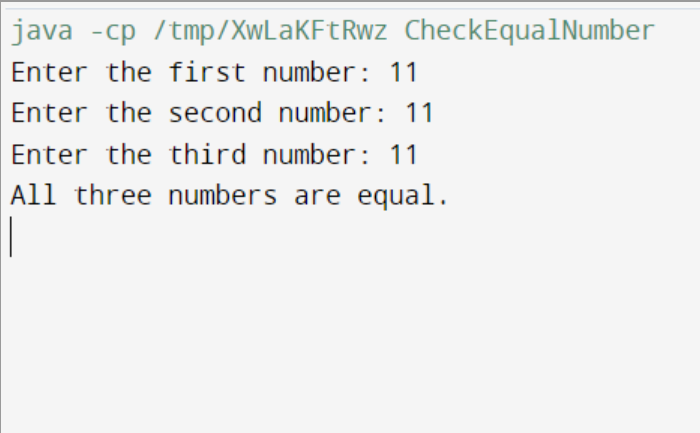 java -cp /tmp/XwLaKFtRwz CheckEqualNumber
Enter the first number: 11
Enter the second number: 11
Enter the third number: 11
All three numbers are equal.